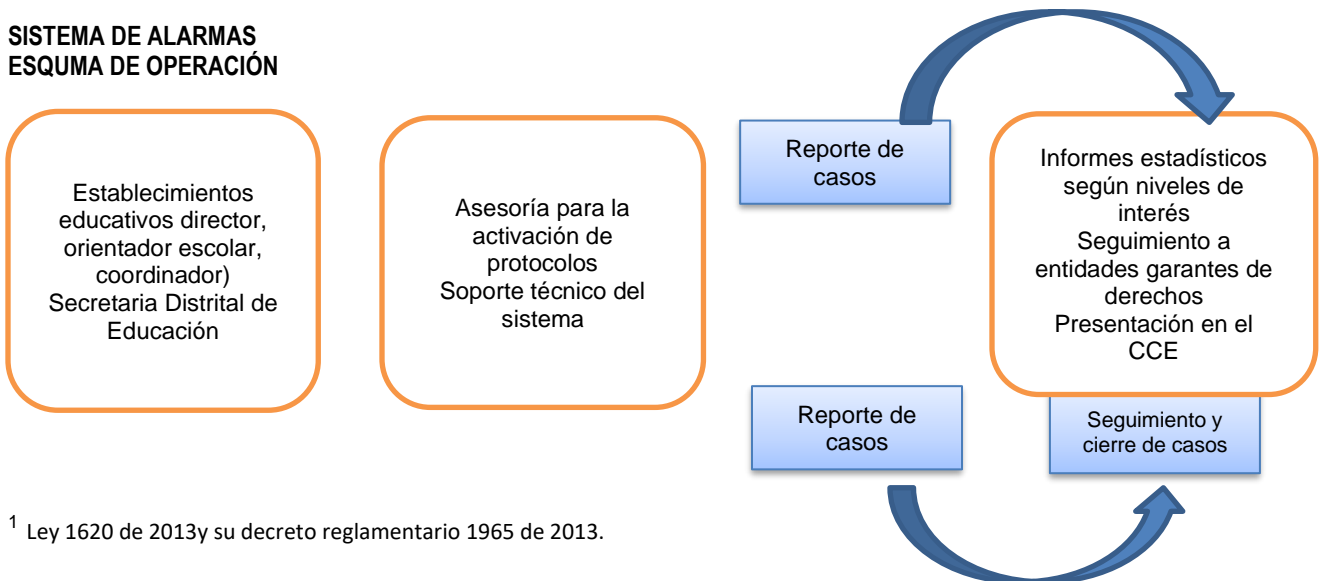 SISTEMA DE ALARMAS
ESQUMA DE OPERACIÓN
Establecimientos
educativos director,
orientador escolar,
coordinador)
Secretaria Distrital de
Educación
Asesoría para la
activación de
protocolos
Soporte técnico del
sistema
Reporte de
casos
Informes estadísticos
según niveles de
interés
Seguimiento a
entidades garantes de
derechos
Presentación en el
CCE
Reporte de
casos
Seguimiento y
cierre de casos
1 Ley 1620 de 2013y su decreto reglamentario 1965 de 2013.